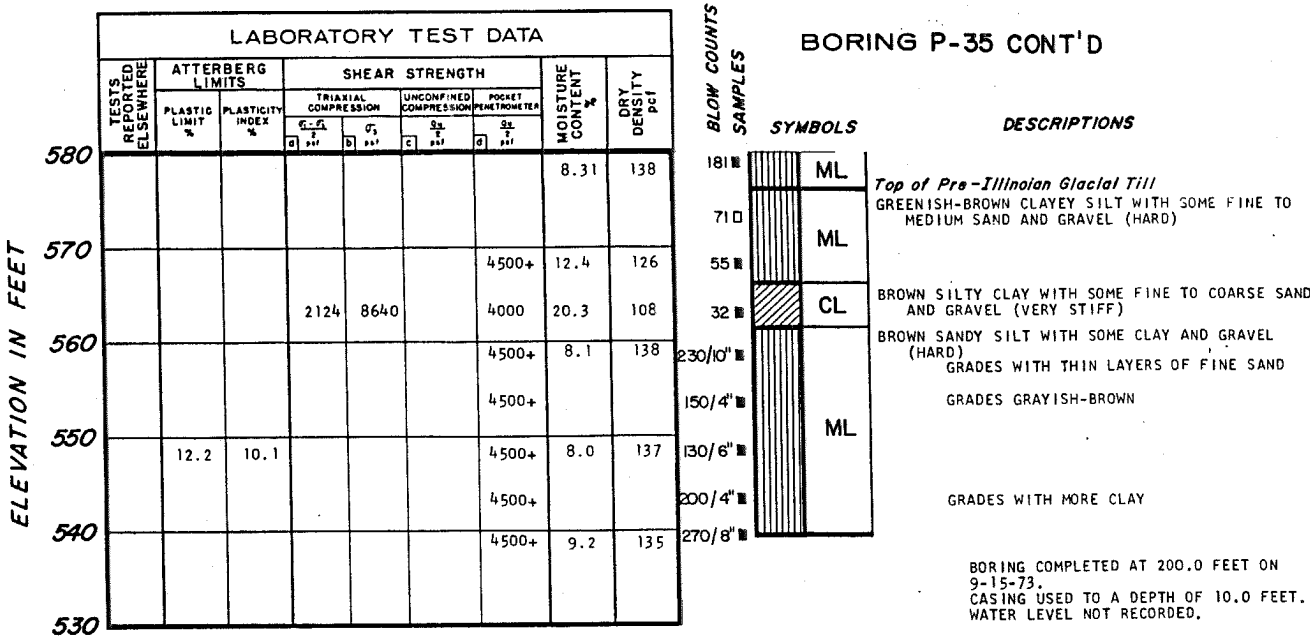 LABORATORY TEST DATA
BORING P-35 CONT'D
TESTS REPORTED ELSEWHERE
ATTERBERG LIMITS
SHEAR STRENGTH
MOISTURE CONTENT %
DRY DENSITY pcf
BLOW COUNTS
SAMPLES
PLASTIC LIMIT %
PLASTICITY INDEX %
TRIAXIAL COMPRESSION
UNCONFINED COMPRESSION
POCKET PENETROMETER
a psf
b psf
c psf
d psf
SYMBOLS
DESCRIPTIONS
ELEVATION IN FEET
580
8.31 138
181 ML
Top of Pre-Illinoian Glacial Till
GREENISH-BROWN CLAYEY SILT WITH SOME FINE TO
MEDIUM SAND AND GRAVEL (HARD)
71
ML
570
4500+ 12.4 126
55
2124 8640 4000 20.3 108
32 CL
BROWN SILTY CLAY WITH SOME FINE TO COARSE SAND
AND GRAVEL (VERY STIFF)
560
BROWN SANDY SILT WITH SOME CLAY AND GRAVEL
(HARD)
4500+ 8.1 138
230/10"
GRADES WITH THIN LAYERS OF FINE SAND
4500+
150/4"
GRADES GRAYISH-BROWN
ML
550
12.2 10.1 4500+ 8.0 137
130/6"
4500+
200/4"
GRADES WITH MORE CLAY
540
4500+ 9.2 135
270/8"
BORING COMPLETED AT 200.0 FEET ON
9-15-73.
CASING USED TO A DEPTH OF 10.0 FEET.
WATER LEVEL NOT RECORDED.
530